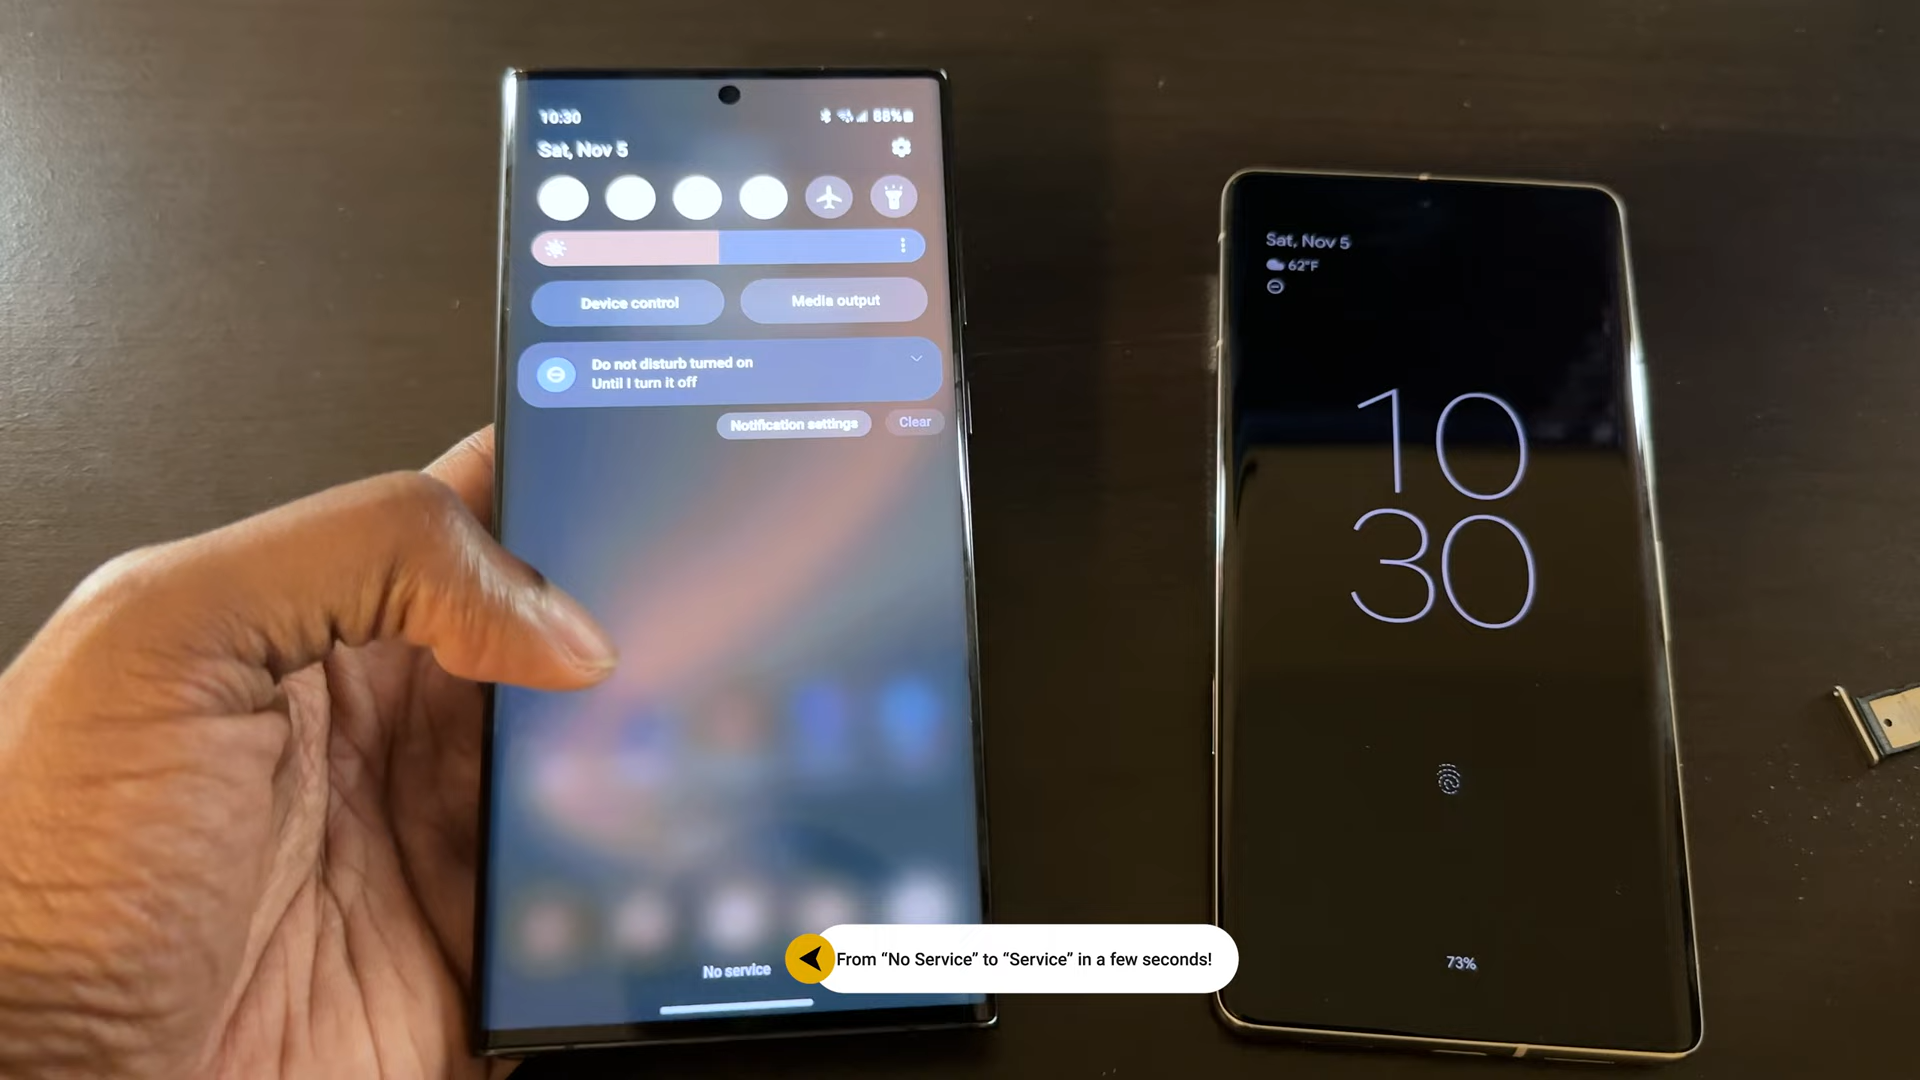 10:30
88%
Sat, Nov 5
Device control
Media output
Do not disturb turned on
Until I turn it off
Notification settings
Clear
No service
From “No Service” to “Service” in a few seconds!
Sat, Nov 5
62°F
10
30
73%